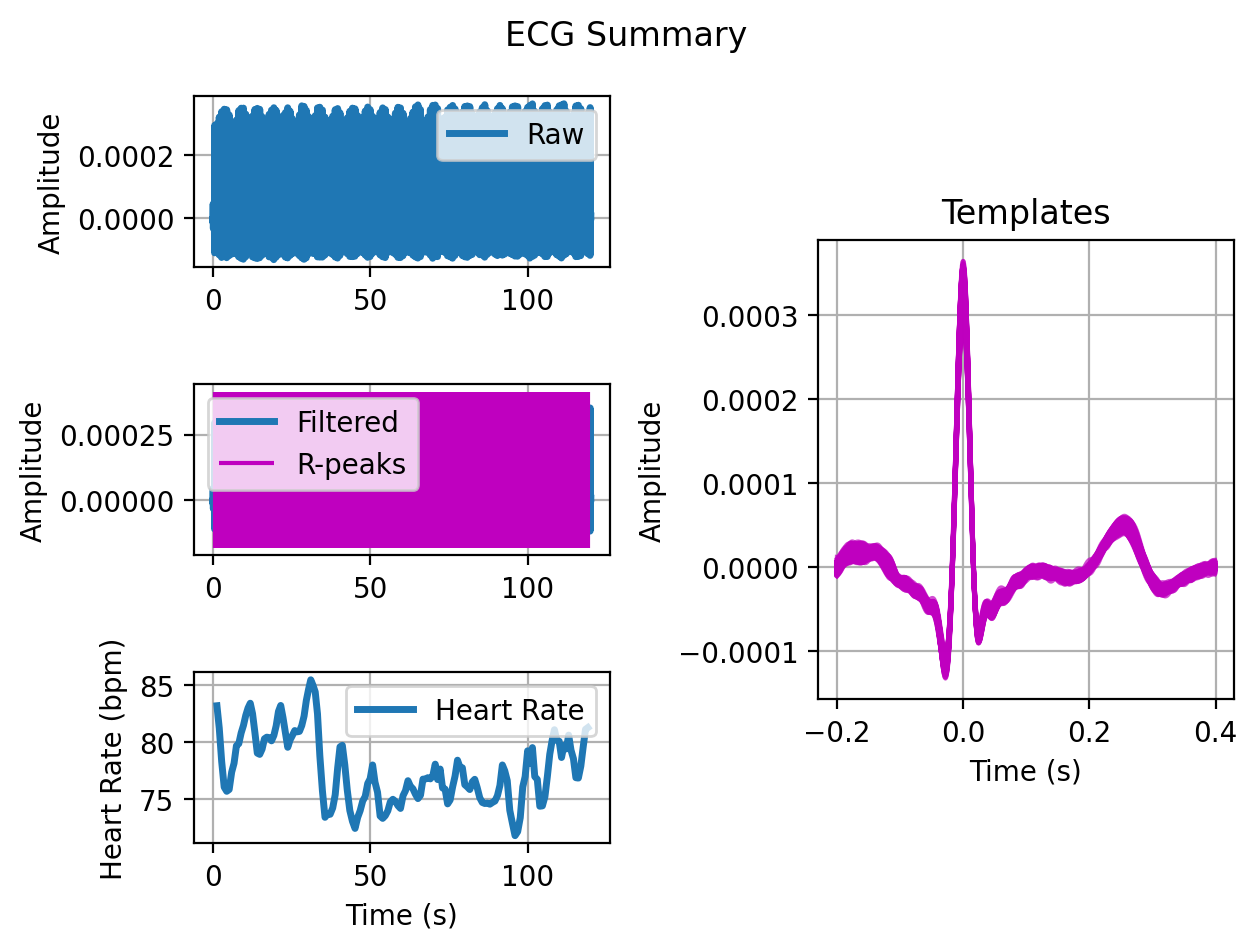 ECG Summary
Amplitude
0.0002
0.0000
Raw
0
50
100
Amplitude
0.00025
0.00000
Filtered
R-peaks
0
50
100
Heart Rate (bpm)
85
80
75
Heart Rate
0
50
100
Time (s)
Templates
Amplitude
0.0003
0.0002
0.0001
0.0000
−0.0001
−0.2
0.0
0.2
0.4
Time (s)